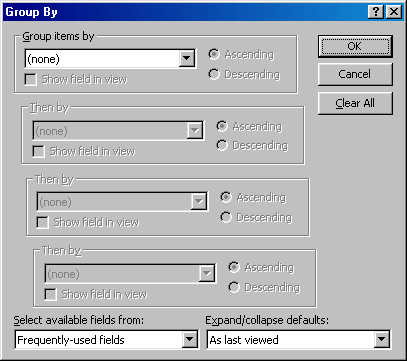 Group By
Group items by
(none)
Ascending
Descending
Show field in view
OK
Cancel
Clear All
Then by
(none)
Ascending
Descending
Show field in view
Then by
(none)
Ascending
Descending
Show field in view
Then by
(none)
Ascending
Descending
Show field in view
Select available fields from:
Frequently-used fields
Expand/collapse defaults:
As last viewed